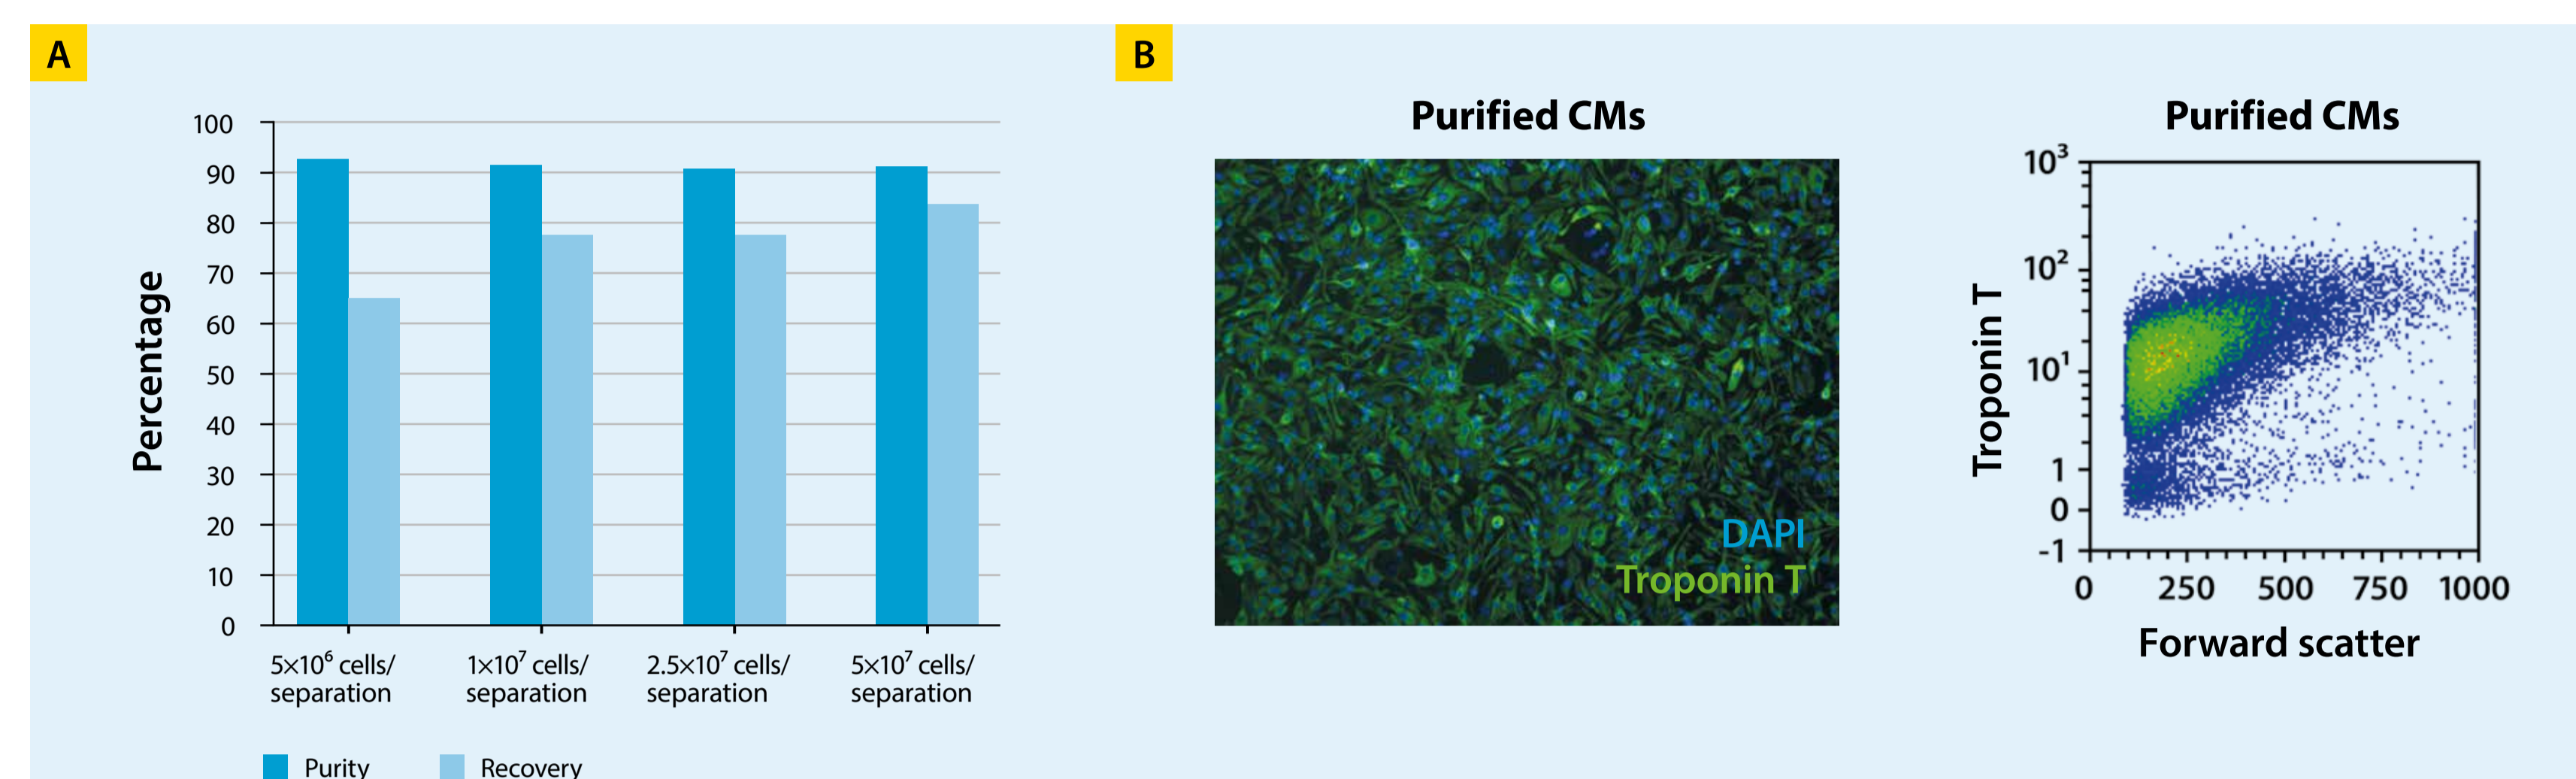 A
Percentage
100
90
80
70
60
50
40
30
20
10
0
5×10⁶ cells/
separation
1×10⁷ cells/
separation
2.5×10⁷ cells/
separation
5×10⁷ cells/
separation
Purity
Recovery
B
Purified CMs
DAPI
Troponin T
Purified CMs
Troponin T
10³
10²
10¹
1
0
-1
0
250
500
750
1000
Forward scatter